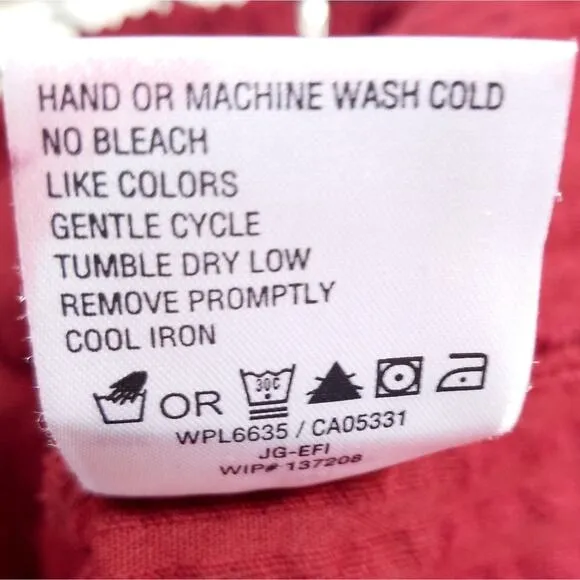 HAND OR MACHINE WASH COLD
NO BLEACH
LIKE COLORS
GENTLE CYCLE
TUMBLE DRY LOW
REMOVE PROMPTLY
COOL IRON
OR 30C
WPL6635 / CA05331
JG-EFI
WIP# 137208